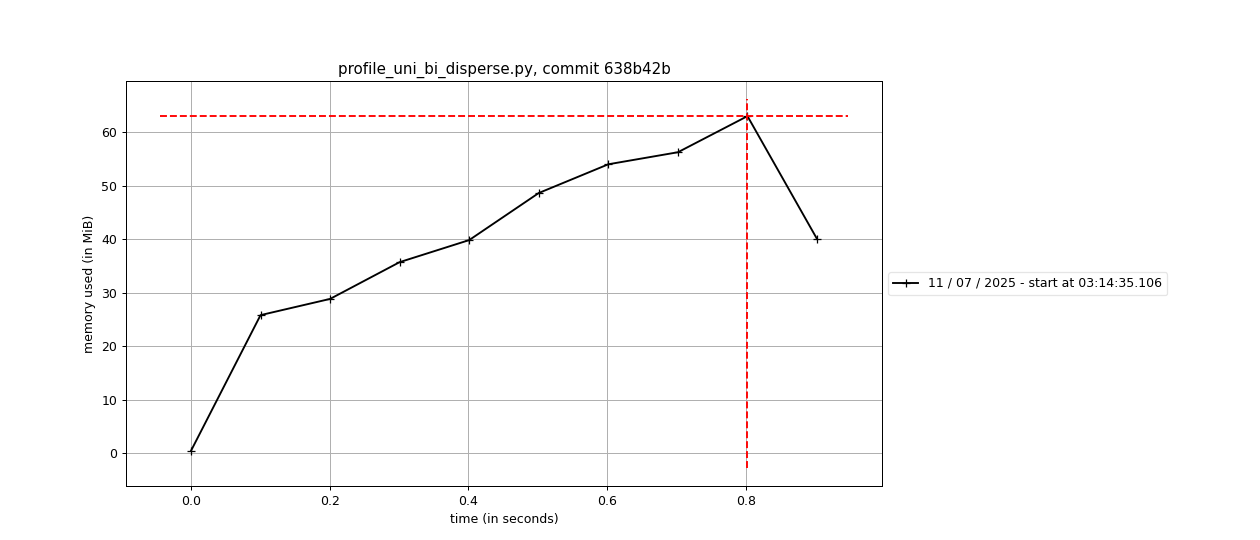 profile_uni_bi_disperse.py, commit 638b42b
memory used (in MiB)
60
50
40
30
20
10
0
0.0 0.2 0.4 0.6 0.8
time (in seconds)
11 / 07 / 2025 - start at 03:14:35.106